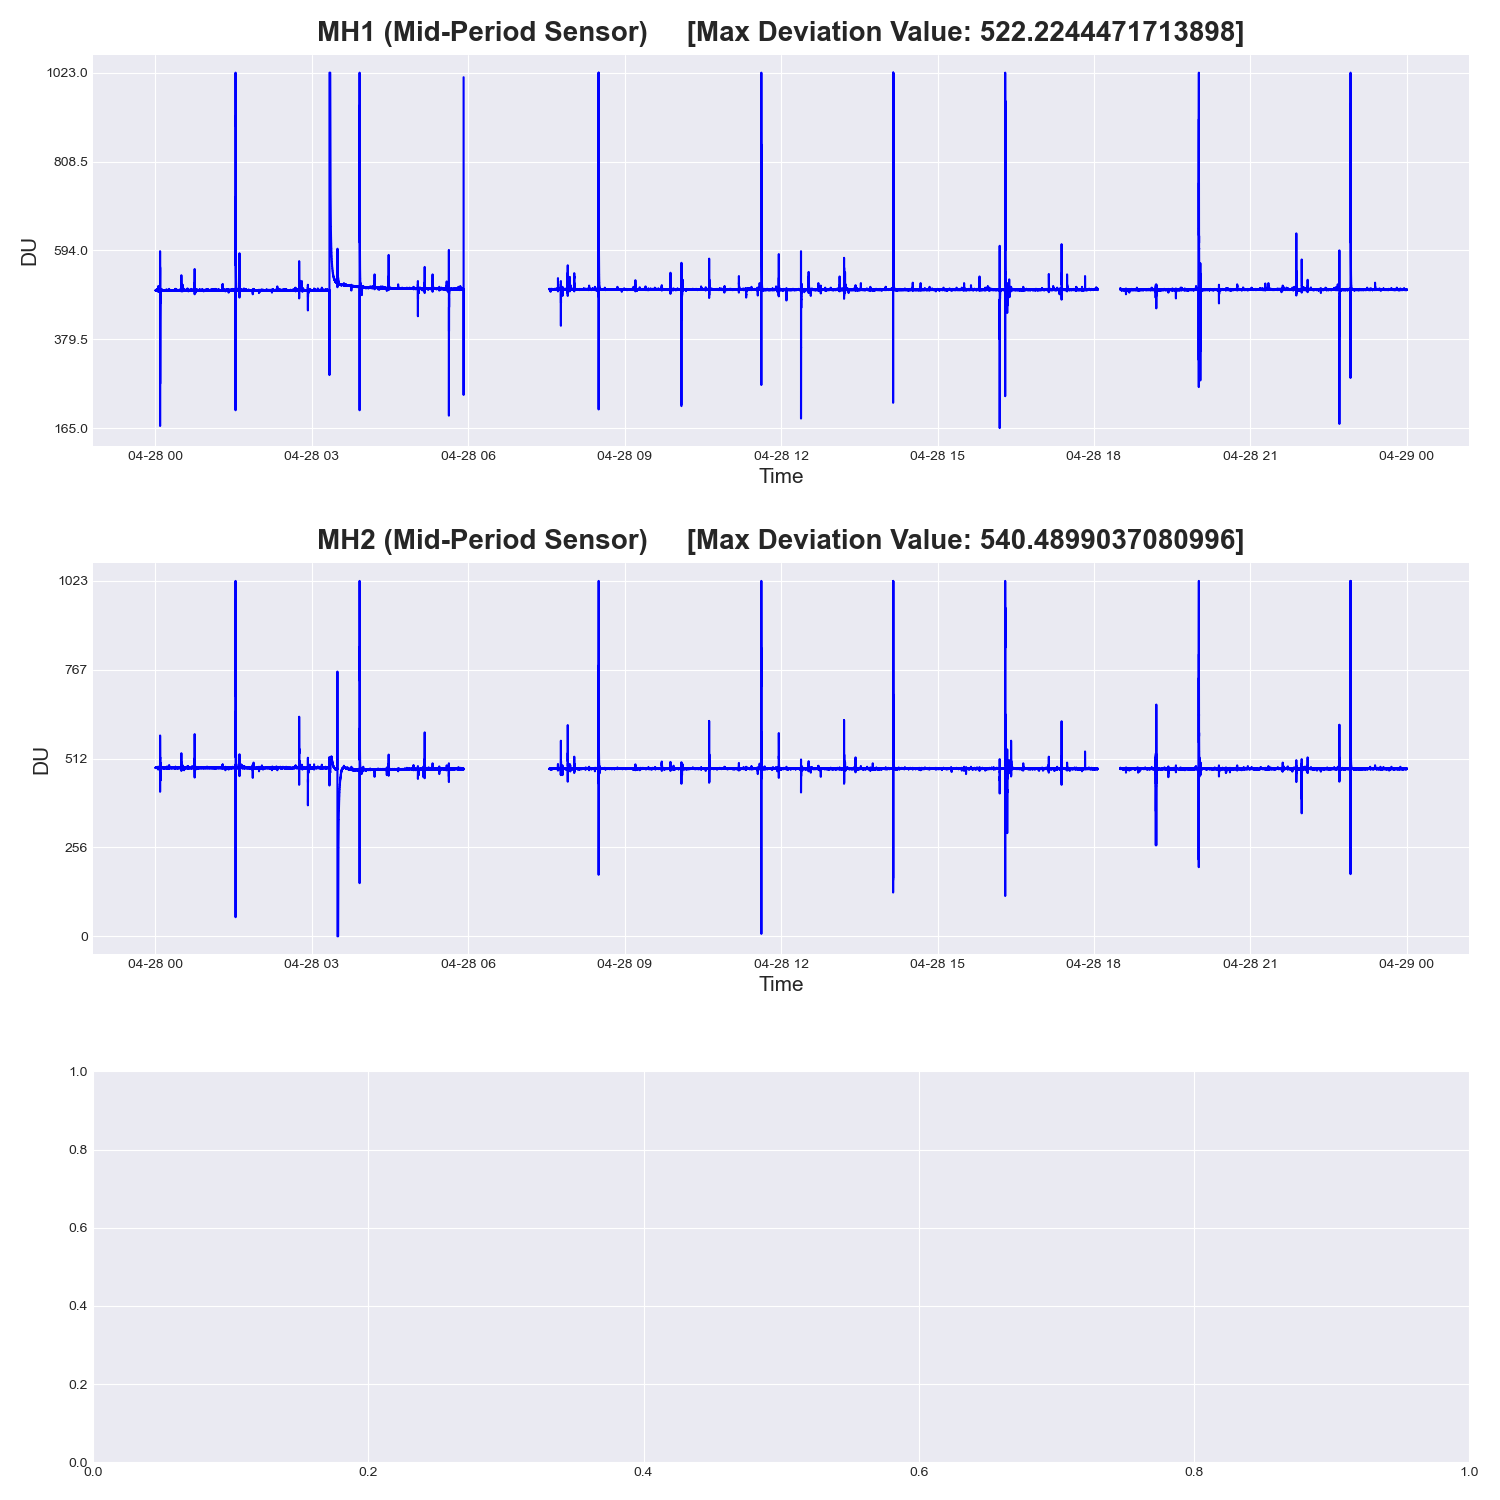 MH1 (Mid-Period Sensor) [Max Deviation Value: 522.2244471713898]
1023.0
808.5
594.0
379.5
165.0
DU
04-28 00 04-28 03 04-28 06 04-28 09 04-28 12 04-28 15 04-28 18 04-28 21 04-29 00
Time
MH2 (Mid-Period Sensor) [Max Deviation Value: 540.4899037080996]
1023
767
512
256
0
DU
04-28 00 04-28 03 04-28 06 04-28 09 04-28 12 04-28 15 04-28 18 04-28 21 04-29 00
Time
1.0
0.8
0.6
0.4
0.2
0.0
0.0 0.2 0.4 0.6 0.8 1.0